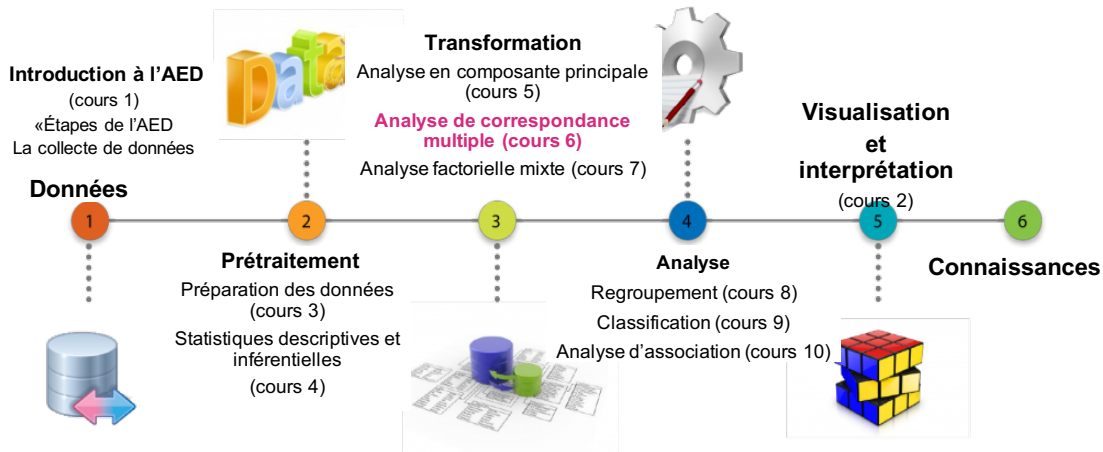 Introduction à l’AED
(cours 1)
«Étapes de l’AED
La collecte de données
Données
1
Data
2
Prétraitement
Préparation des données
(cours 3)
Statistiques descriptives et
inférentielles
(cours 4)
Transformation
Analyse en composante principale
(cours 5)
Analyse de correspondance
multiple (cours 6)
Analyse factorielle mixte (cours 7)
3
4
Analyse
Regroupement (cours 8)
Classification (cours 9)
Analyse d’association (cours 10)
Visualisation
et
interprétation
(cours 2)
5
6
Connaissances